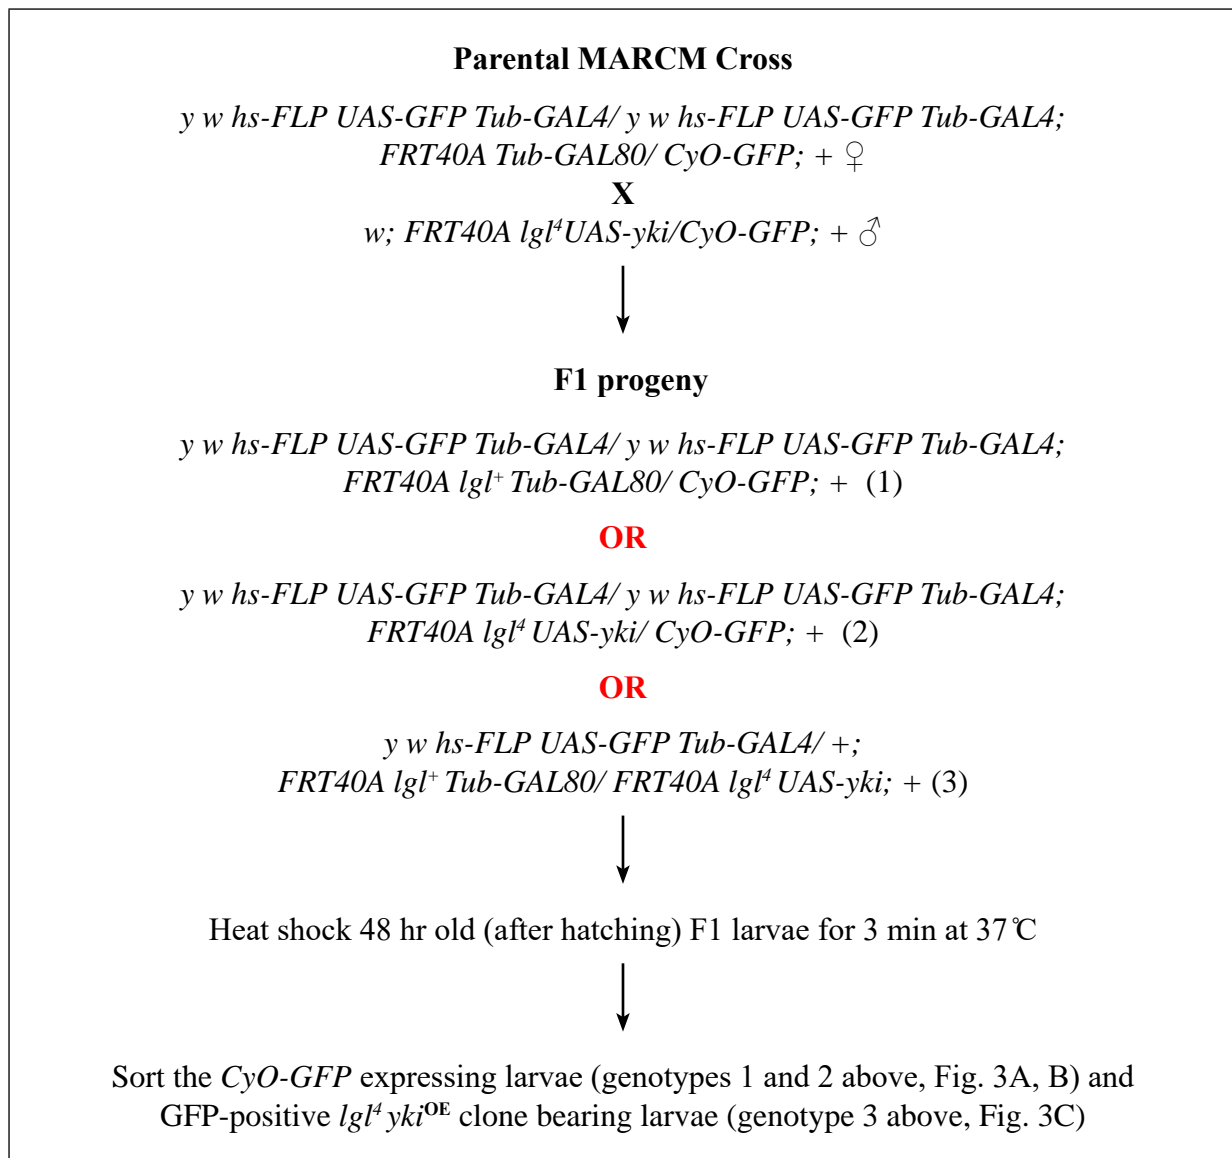 Parental MARCM Cross
y w hs-FLP UAS-GFP Tub-GAL4/ y w hs-FLP UAS-GFP Tub-GAL4;
FRT40A Tub-GAL80/ CyO-GFP; + ♀
X
w; FRT40A lgl⁴UAS-yki/CyO-GFP; + ♂
F1 progeny
y w hs-FLP UAS-GFP Tub-GAL4/ y w hs-FLP UAS-GFP Tub-GAL4;
FRT40A lgl⁺ Tub-GAL80/ CyO-GFP; + (1)
OR
y w hs-FLP UAS-GFP Tub-GAL4/ y w hs-FLP UAS-GFP Tub-GAL4;
FRT40A lgl⁴ UAS-yki/ CyO-GFP; + (2)
OR
y w hs-FLP UAS-GFP Tub-GAL4/ +;
FRT40A lgl⁺ Tub-GAL80/ FRT40A lgl⁴ UAS-yki; + (3)
Heat shock 48 hr old (after hatching) F1 larvae for 3 min at 37℃
Sort the CyO-GFP expressing larvae (genotypes 1 and 2 above, Fig. 3A, B) and
GFP-positive lgl⁴ yki^OE clone bearing larvae (genotype 3 above, Fig. 3C)